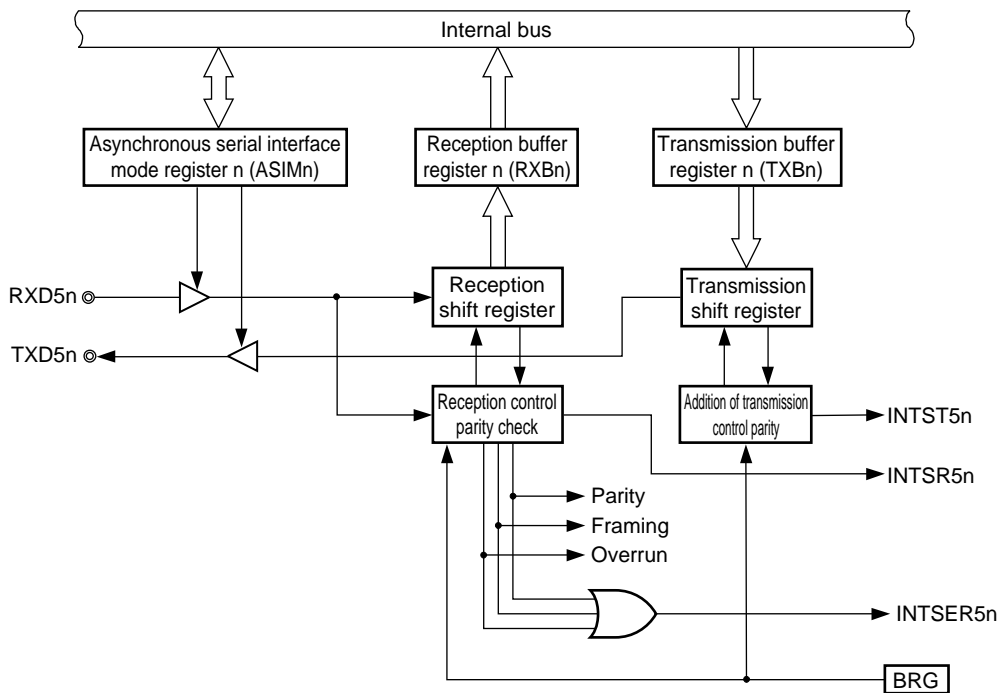 Internal bus
Asynchronous serial interface
mode register n (ASIMn)
Reception buffer
register n (RXBn)
Transmission buffer
register n (TXBn)
RXD5n
Reception
shift register
Transmission
shift register
TXD5n
Reception control
parity check
Addition of transmission
control parity
INTST5n
INTSR5n
Parity
Framing
Overrun
INTSER5n
BRG